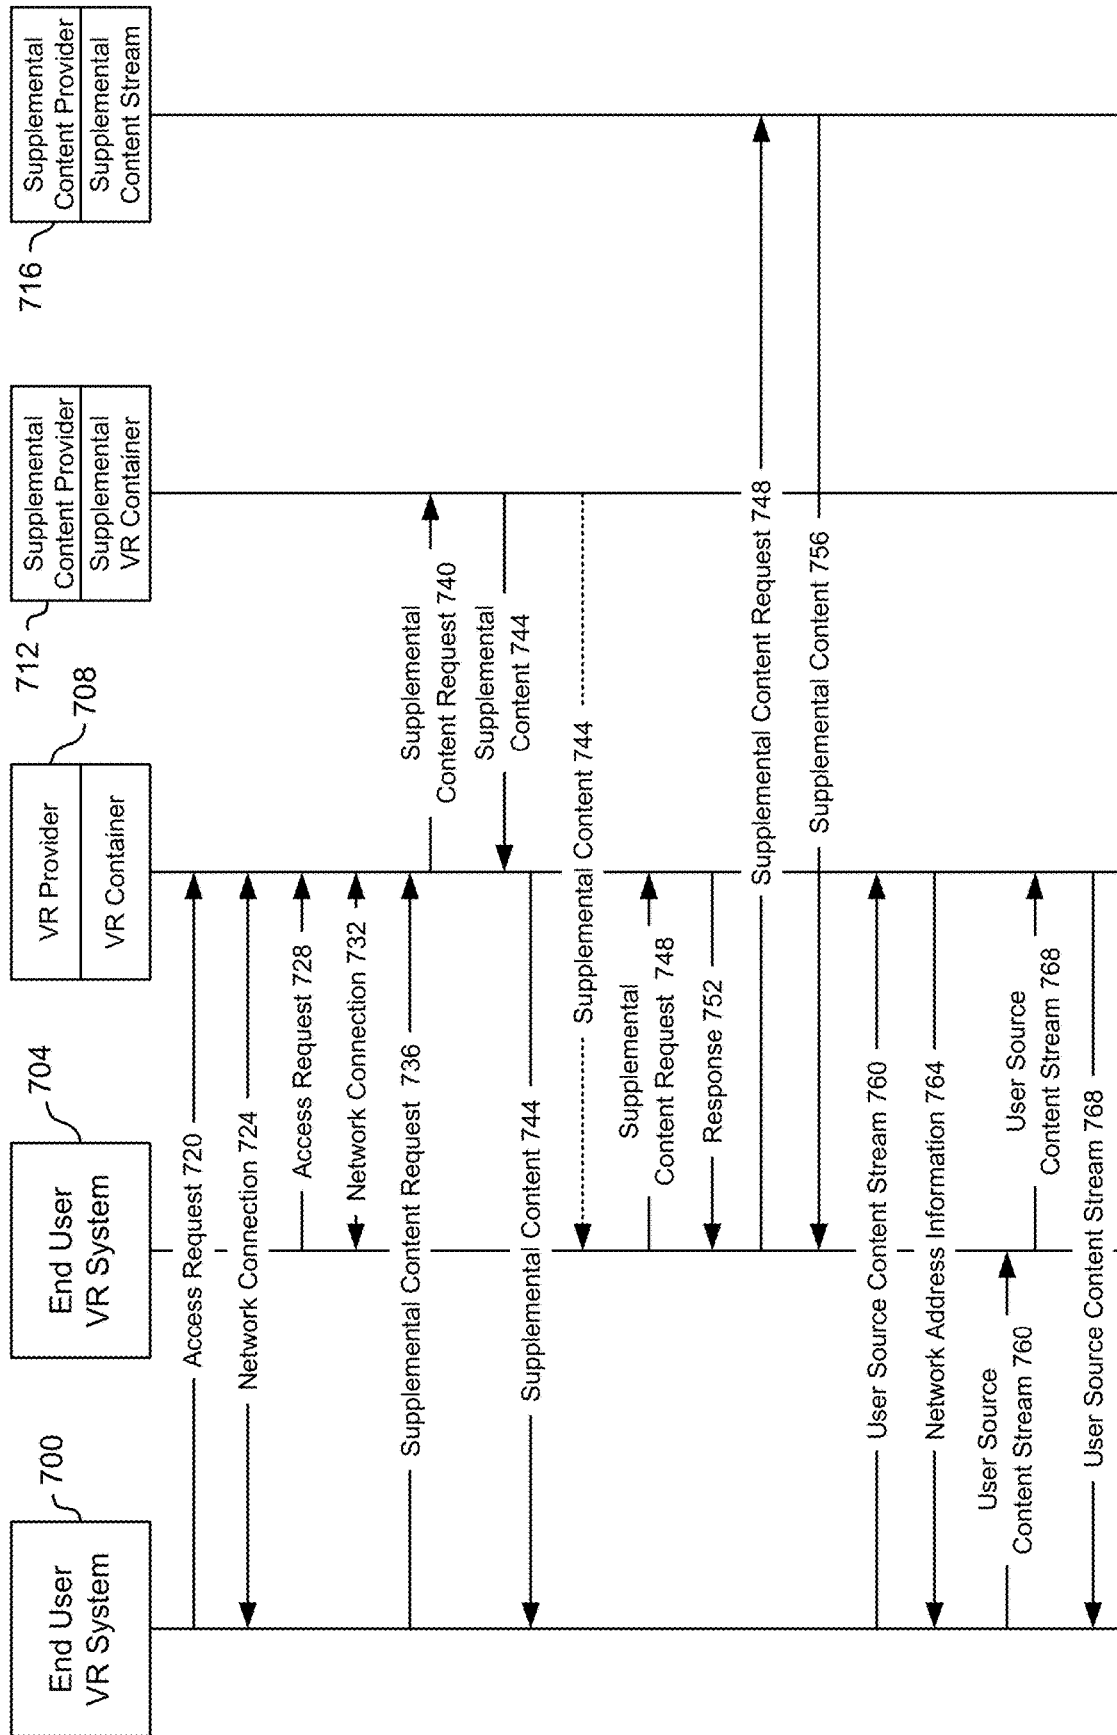 End User
VR System
700
End User
VR System
704
VR Provider
VR Container
708
Supplemental
Content Provider
Supplemental
VR Container
712
Supplemental
Content Provider
Supplemental
Content Stream
716
Access Request 720
Network Connection 724
Access Request 728
Network Connection 732
Supplemental Content Request 736
Supplemental
Content Request 740
Supplemental
Content 744
Supplemental Content 744
Supplemental Content 744
Supplemental
Content Request 748
Response 752
Supplemental Content Request 748
Supplemental Content 756
User Source Content Stream 760
Network Address Information 764
User Source
Content Stream 760
User Source
Content Stream 768
User Source Content Stream 768